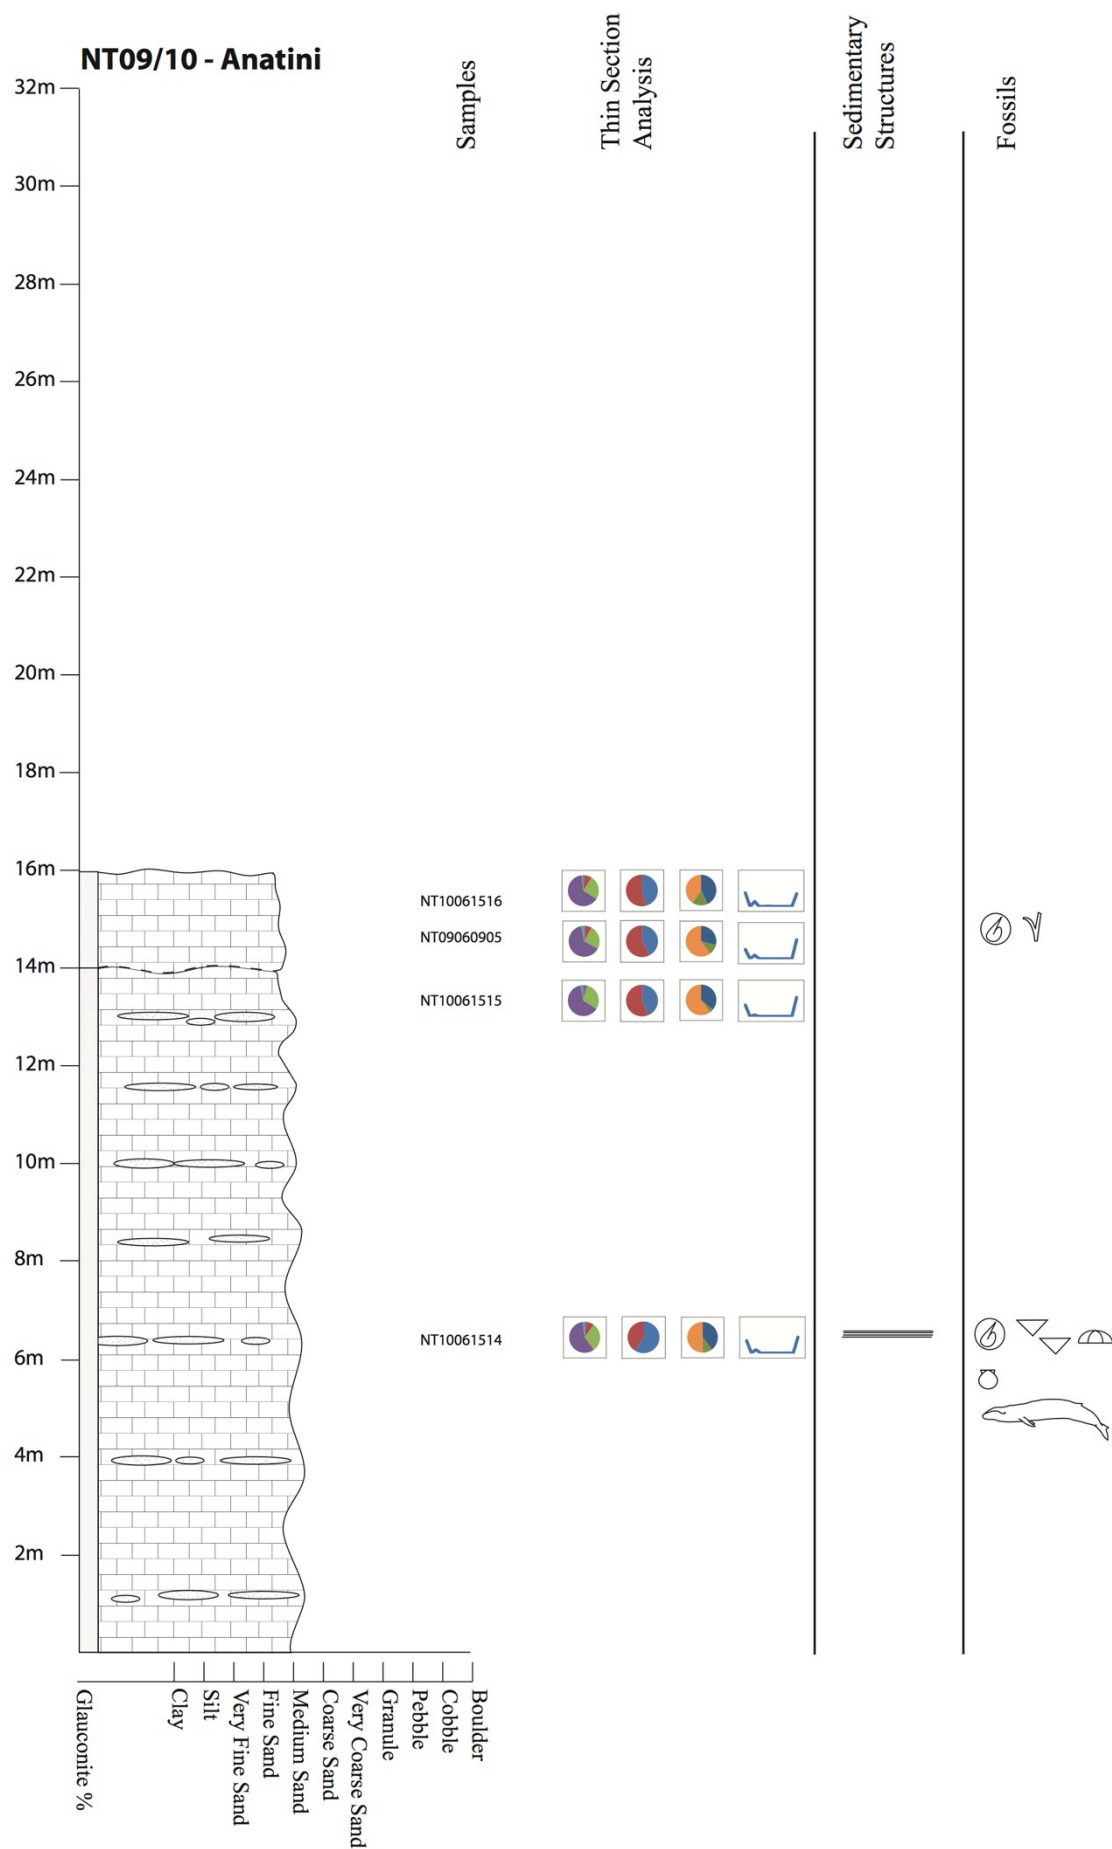 NT09/10 - Anatini
Samples
Thin Section
Analysis
Sedimentary
Structures
Fossils
32m
30m
28m
26m
24m
22m
20m
18m
16m
NT10061516
NT09060905
14m
NT10061515
12m
10m
8m
NT10061514
6m
4m
2m
Glauconite %
Clay
Silt
Very Fine Sand
Fine Sand
Medium Sand
Coarse Sand
Very Coarse Sand
Granule
Pebble
Cobble
Boulder